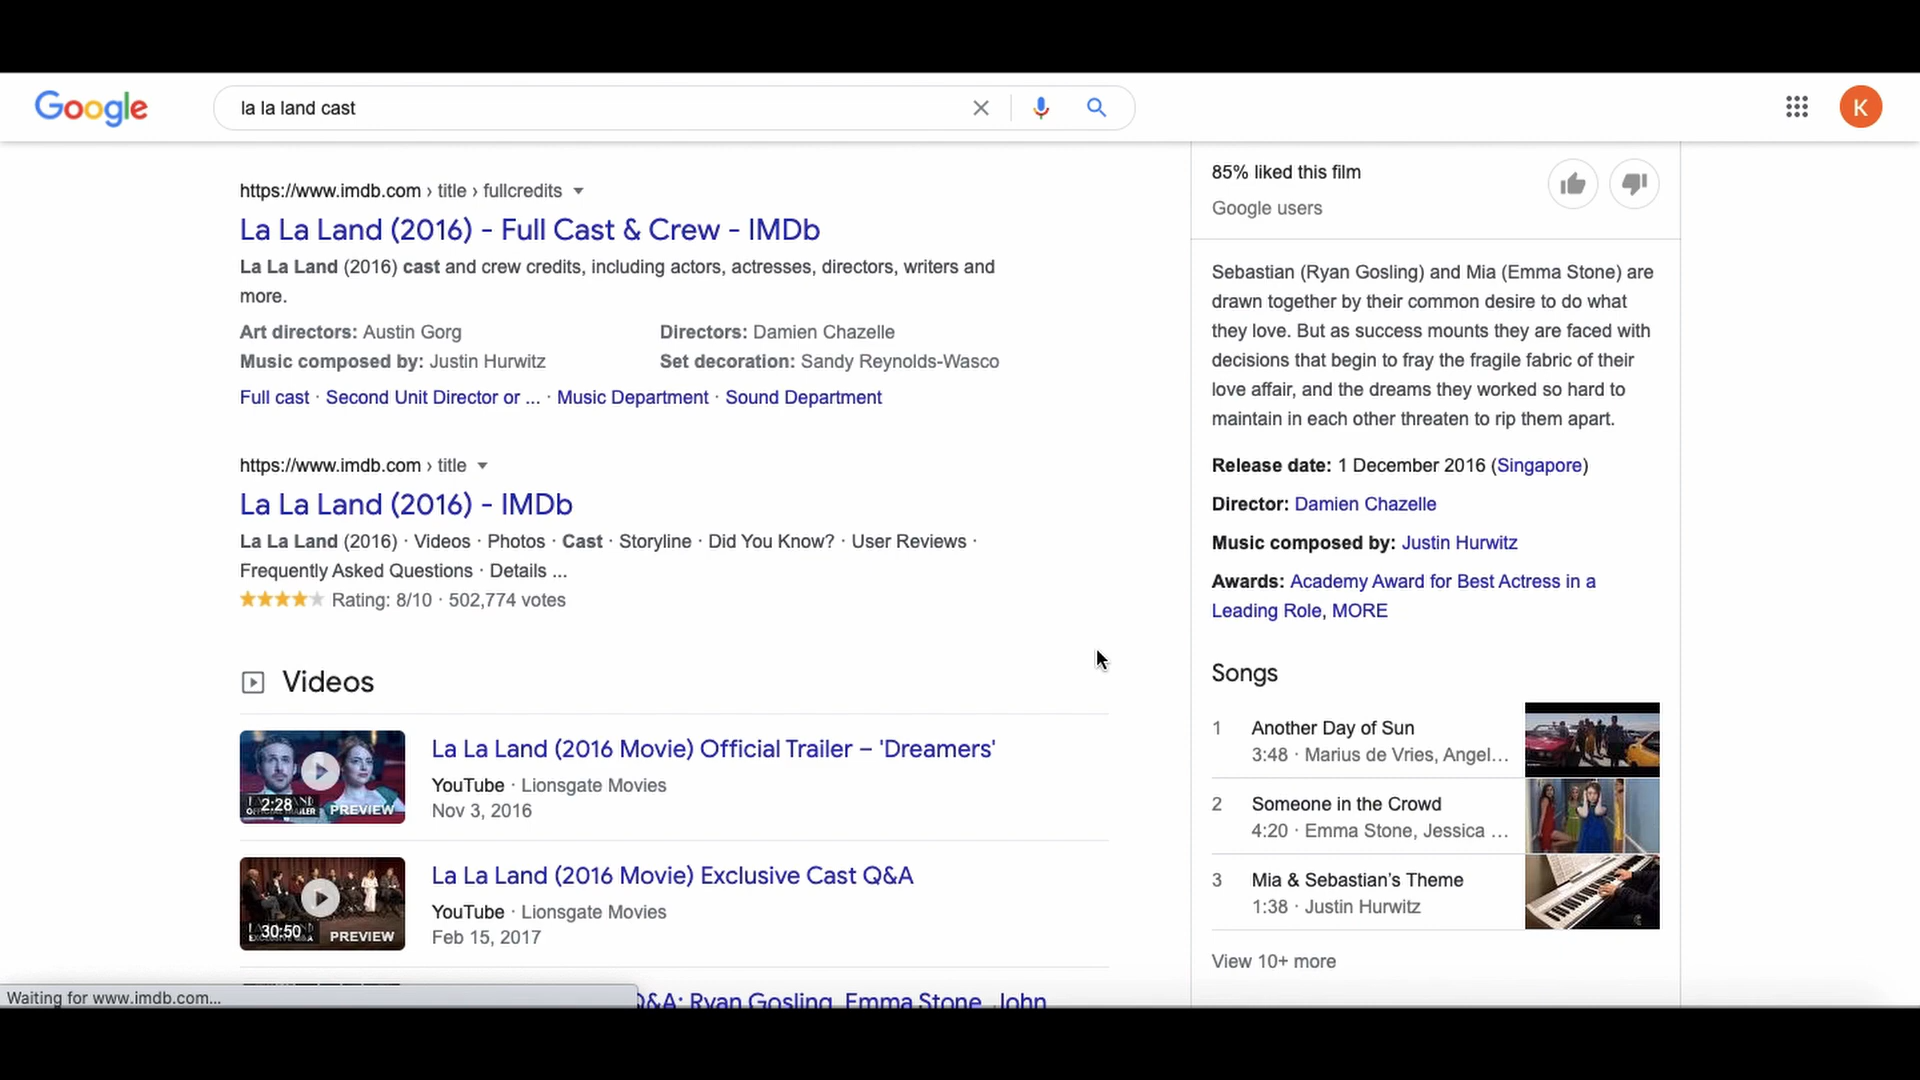 Google
la la land cast
K
https://www.imdb.com › title › fullcredits
La La Land (2016) - Full Cast & Crew - IMDb
La La Land (2016) cast and crew credits, including actors, actresses, directors, writers and
more.
Art directors: Austin Gorg
Directors: Damien Chazelle
Music composed by: Justin Hurwitz
Set decoration: Sandy Reynolds-Wasco
Full cast · Second Unit Director or ... · Music Department · Sound Department
https://www.imdb.com › title
La La Land (2016) - IMDb
La La Land (2016) · Videos · Photos · Cast · Storyline · Did You Know? · User Reviews ·
Frequently Asked Questions · Details ...
Rating: 8/10 · 502,774 votes
Videos
La La Land (2016 Movie) Official Trailer – 'Dreamers'
YouTube · Lionsgate Movies
Nov 3, 2016
2:28
PREVIEW
La La Land (2016 Movie) Exclusive Cast Q&A
YouTube · Lionsgate Movies
Feb 15, 2017
30:50
PREVIEW
Q&A: Ryan Gosling, Emma Stone, John
Waiting for www.imdb.com...
85% liked this film
Google users
Sebastian (Ryan Gosling) and Mia (Emma Stone) are
drawn together by their common desire to do what
they love. But as success mounts they are faced with
decisions that begin to fray the fragile fabric of their
love affair, and the dreams they worked so hard to
maintain in each other threaten to rip them apart.
Release date: 1 December 2016 (Singapore)
Director: Damien Chazelle
Music composed by: Justin Hurwitz
Awards: Academy Award for Best Actress in a
Leading Role, MORE
Songs
1 Another Day of Sun
3:48 · Marius de Vries, Angel...
2 Someone in the Crowd
4:20 · Emma Stone, Jessica ...
3 Mia & Sebastian's Theme
1:38 · Justin Hurwitz
View 10+ more